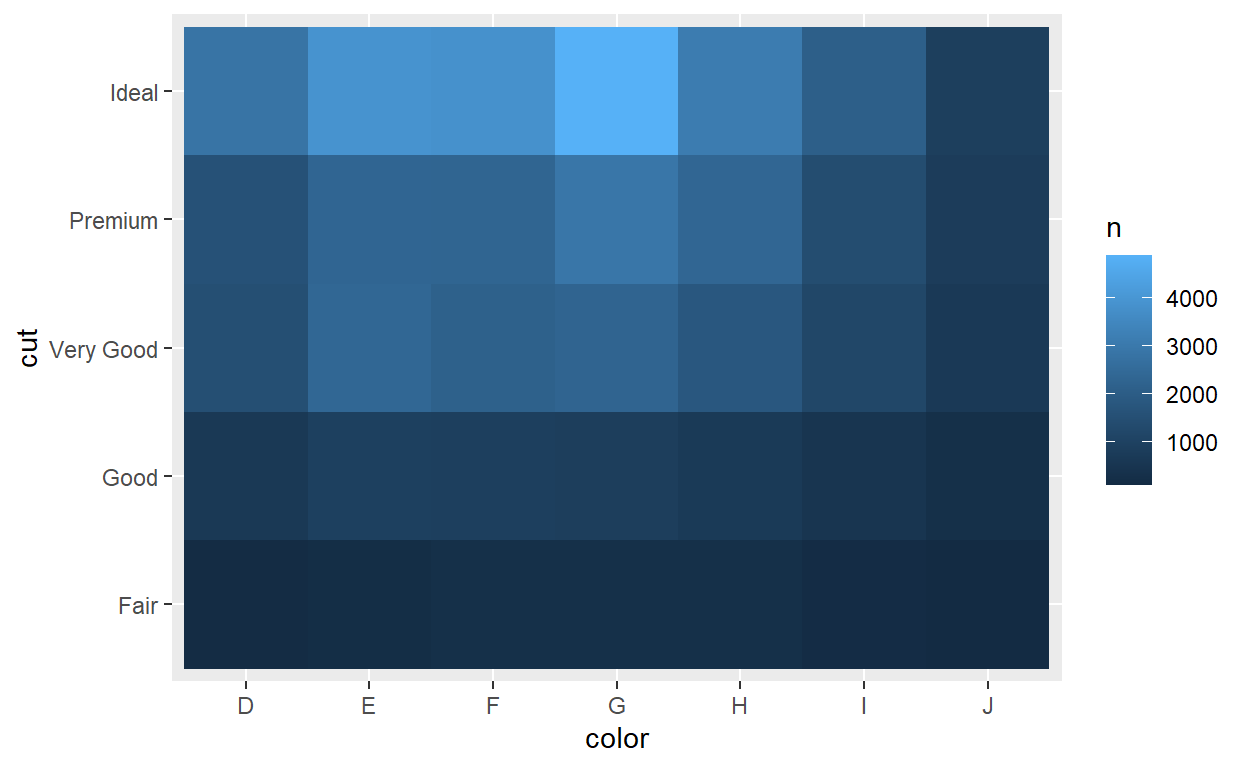 Ideal
Premium
Very Good
Good
Fair
cut
D E F G H I J
color
n
4000
3000
2000
1000